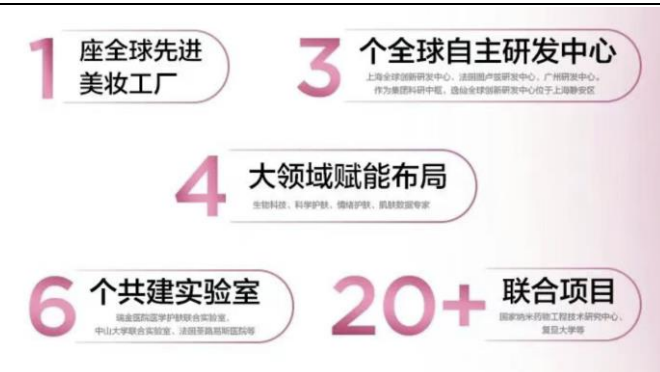 1
座全球先进
美妆工厂
3
个全球自主研发中心
上海全球创新研发中心、法国图卢兹研发中心、广州研发中心。
作为集团科研中枢，逸仙全球创新研发中心位于上海静安区
4
大领域赋能布局
生物科技、科学护肤、情绪护肤、肌肤数据专家
6
个共建实验室
瑞金医院医学护肤联合实验室、
中山大学联合实验室、法国圣路易斯医院等
20+
联合项目
国家纳米药物工程技术研究中心、
复旦大学等